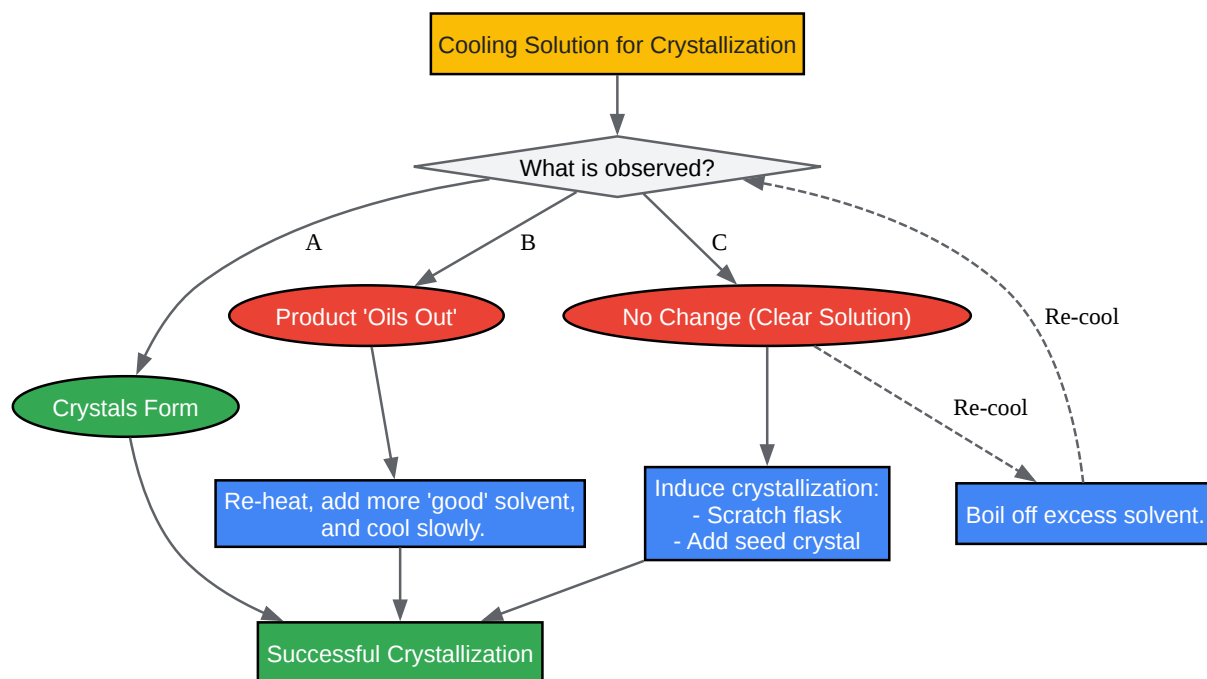 Cooling Solution for Crystallization
What is observed?
A
B
C
Product 'Oils Out'
No Change (Clear Solution)
Re-cool
Crystals Form
Re-cool
Re-heat, add more 'good' solvent,
and cool slowly.
Induce crystallization:
- Scratch flask
- Add seed crystal
Boil off excess solvent.
Successful Crystallization